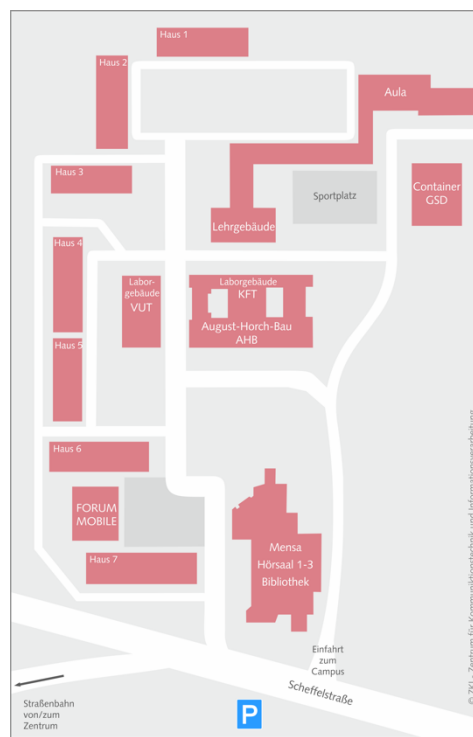 Haus 1
Haus 2
Aula
Haus 3
Container
GSD
Sportplatz
Lehrgebäude
Haus 4
Labor-
gebäude
VUT
Laborgebäude
KFT
August-Horch-Bau
AHB
Haus 5
Haus 6
FORUM
MOBILE
Mensa
Hörsaal 1-3
Bibliothek
Haus 7
Einfahrt
zum
Campus
Scheffelstraße
Straßenbahn
von/zum
Zentrum
P
© ZKI - Zentrum für Kommunikationstechnik und Informationsverarbeitung